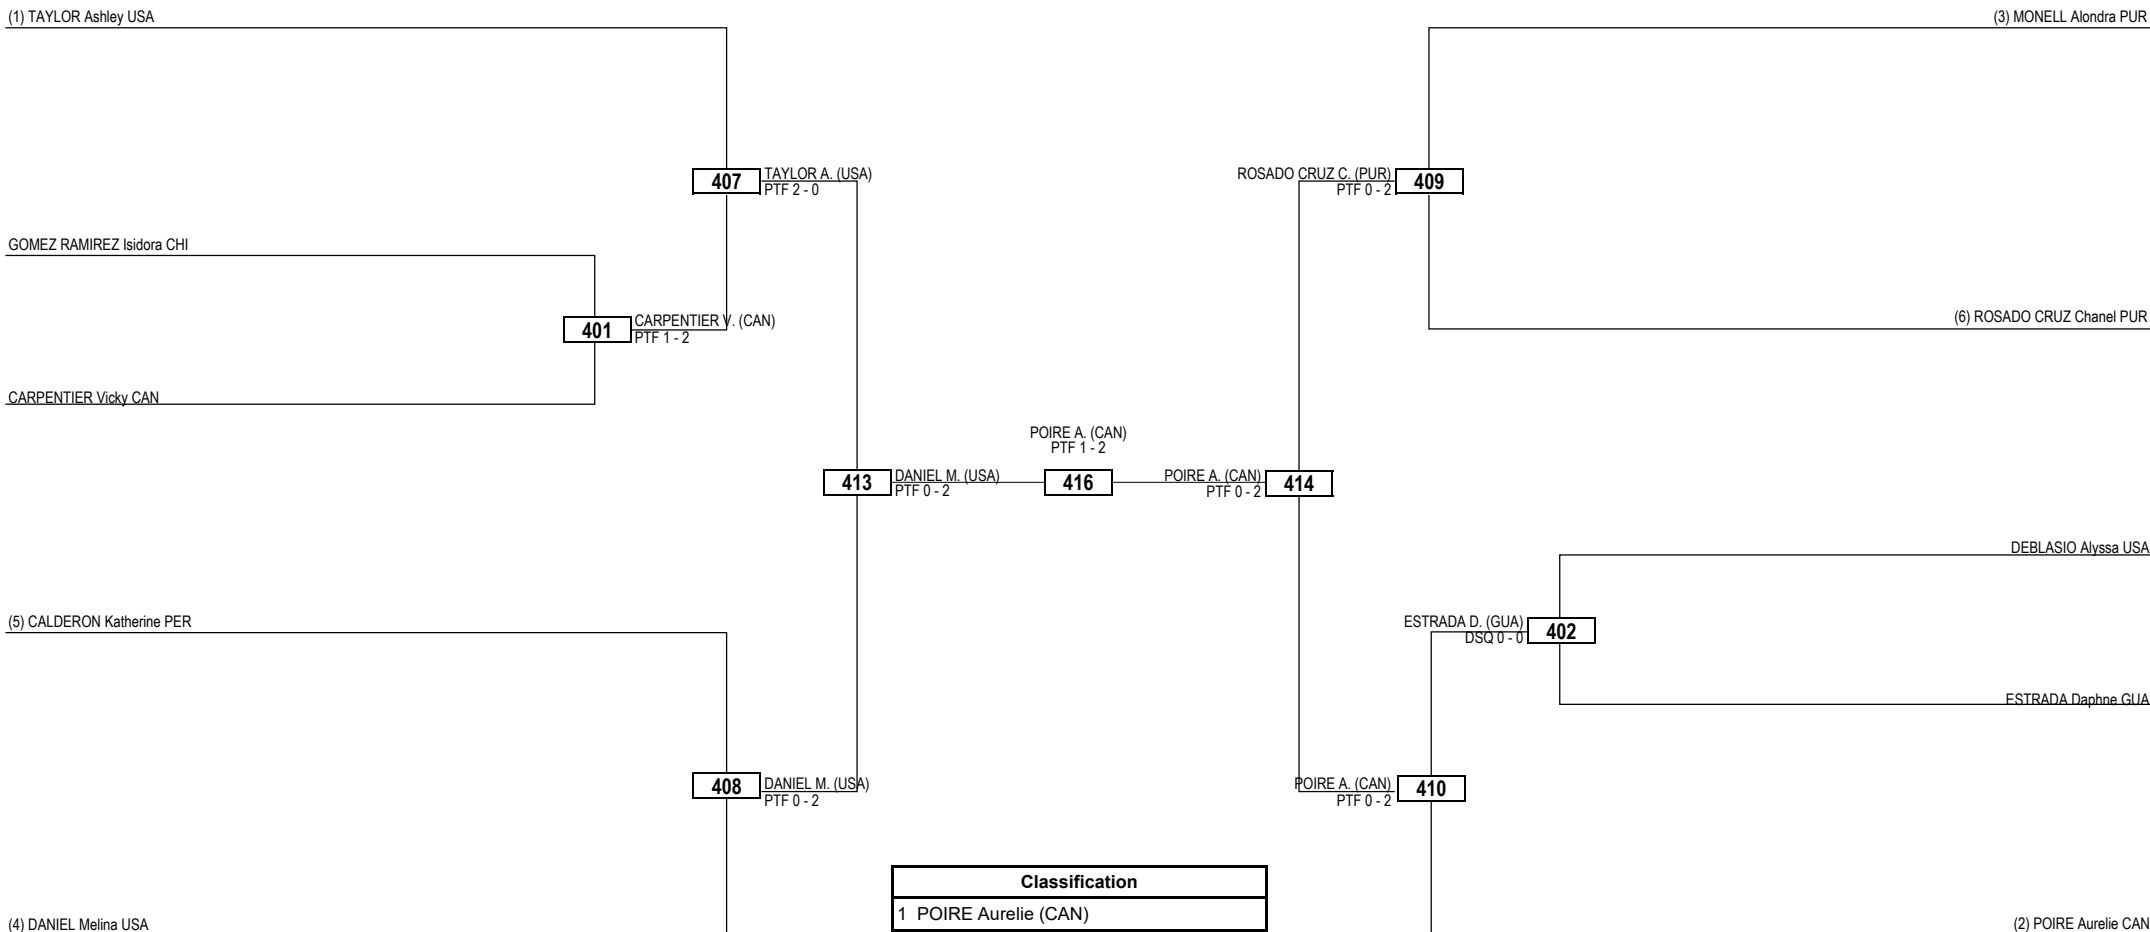 (1) TAYLOR Ashley USA
(3) MONELL Alondra PUR
407
TAYLOR A. (USA)
PTF 2 - 0
ROSADO CRUZ C. (PUR)
PTF 0 - 2
409
GOMEZ RAMIREZ Isidora CHI
401
CARPENTIER V. (CAN)
PTF 1 - 2
(6) ROSADO CRUZ Chanel PUR
CARPENTIER Vicky CAN
POIRE A. (CAN)
PTF 1 - 2
413
DANIEL M. (USA)
PTF 0 - 2
416
POIRE A. (CAN)
PTF 0 - 2
414
DEBLASIO Alyssa USA
(5) CALDERON Katherine PER
ESTRADA D. (GUA)
DSQ 0 - 0
402
ESTRADA Daphne GUA
408
DANIEL M. (USA)
PTF 0 - 2
POIRE A. (CAN)
PTF 0 - 2
410
Classification
1 POIRE Aurelie (CAN)
(4) DANIEL Melina USA
(2) POIRE Aurelie CAN